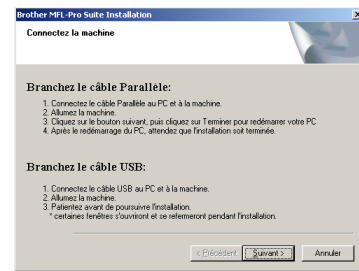 Brother MFL-Pro Suite Installation
Connectez la machine
Branchez le câble Parallèle:
1. Connectez le câble Parallèle au PC et à la machine.
2. Allumez la machine.
3. Cliquez sur le bouton suivant, puis cliquez sur Terminer pour redémarrer votre PC
4. Après le redémarrage du PC, attendez que l'installation soit terminée.
Branchez le câble USB:
1. Connectez le câble USB au PC et à la machine.
2. Allumez la machine.
3. Patientez avant de poursuivre l'installation.
* certaines fenêtres s'ouvriront et se refermeront pendant l'installation.
< Précédent Suivant > Annuler